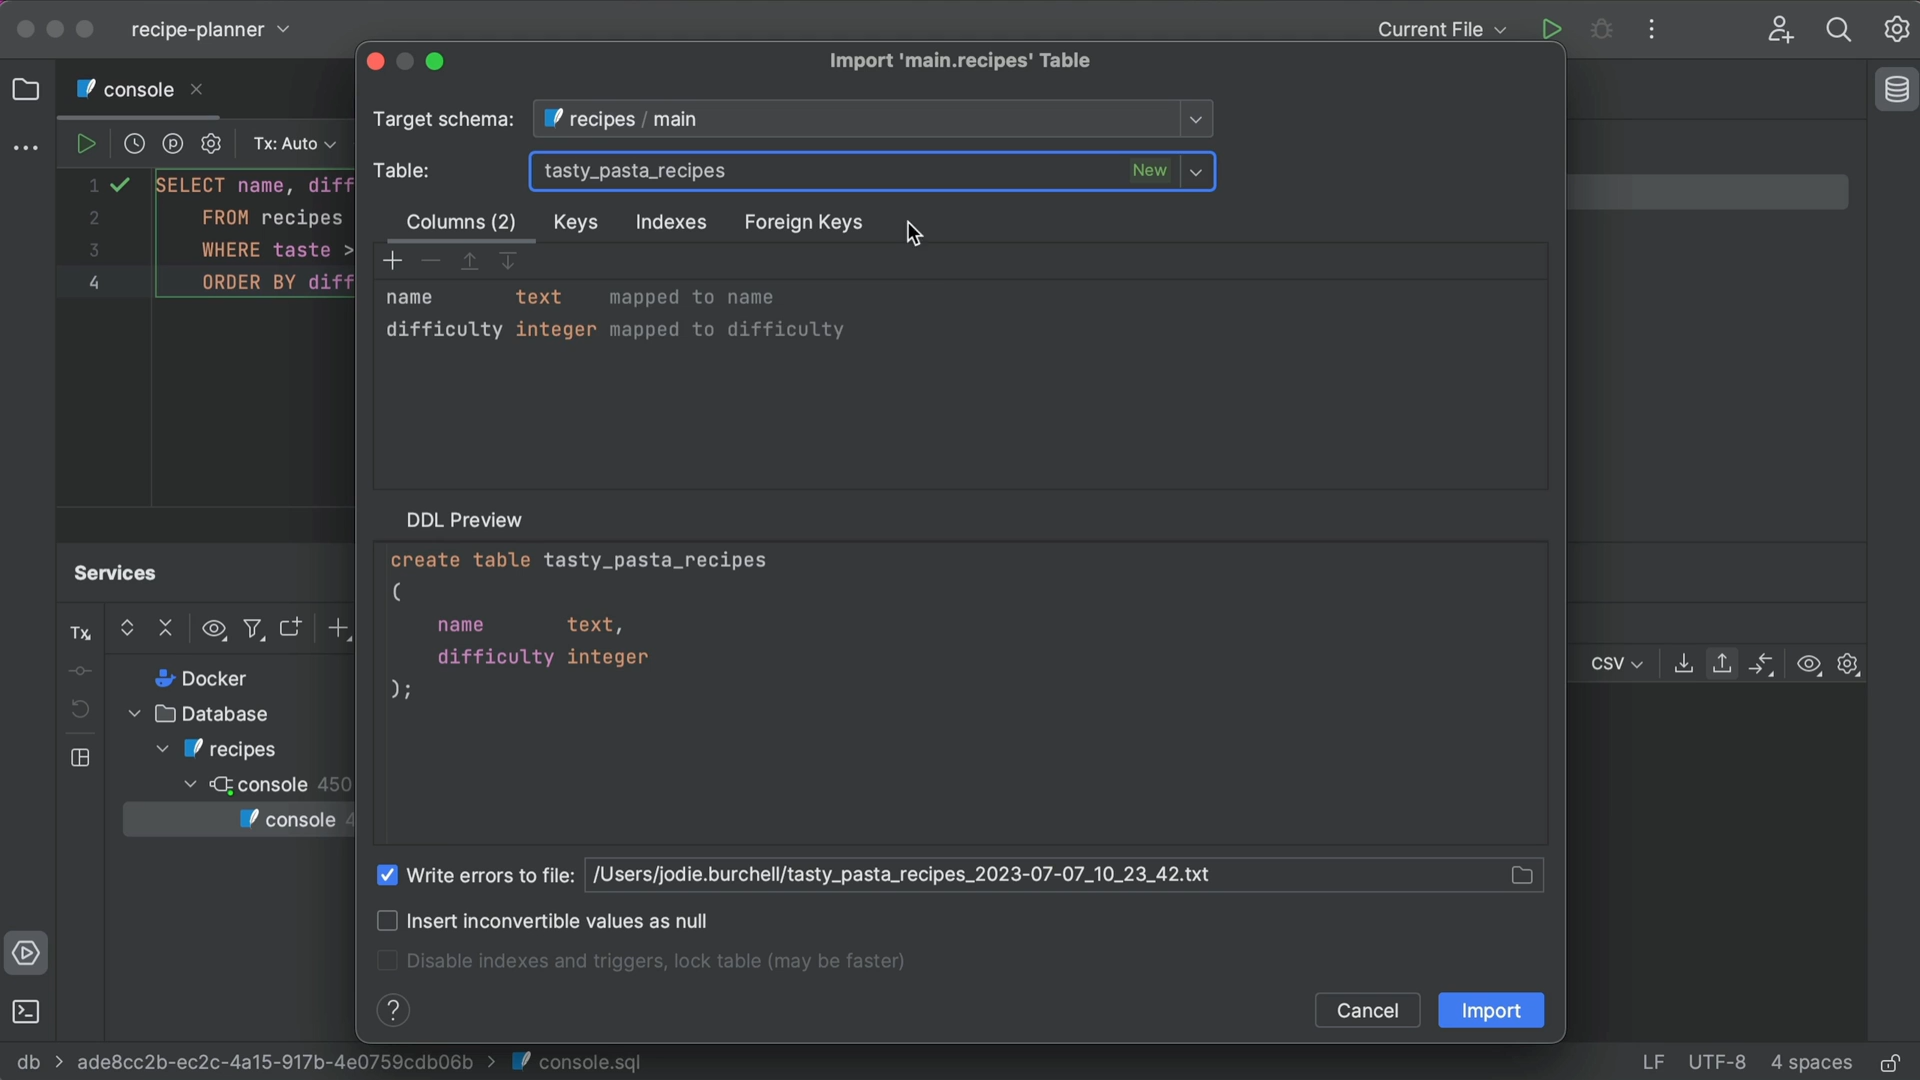 recipe-planner
Current File
Import 'main.recipes' Table
console
Target schema: recipes / main
Tx: Auto
Table: tasty_pasta_recipes New
1 SELECT name, diff
2 FROM recipes
3 WHERE taste >
4 ORDER BY diff
Columns (2) Keys Indexes Foreign Keys
name text mapped to name
difficulty integer mapped to difficulty
DDL Preview
create table tasty_pasta_recipes
(
name text,
difficulty integer
);
Services
Tx
Docker
Database
recipes
console 450
console 4
CSV
Write errors to file: /Users/jodie.burchell/tasty_pasta_recipes_2023-07-07_10_23_42.txt
Insert inconvertible values as null
Disable indexes and triggers, lock table (may be faster)
? Cancel Import
db > ade8cc2b-ec2c-4a15-917b-4e0759cdb06b > console.sql
LF UTF-8 4 spaces